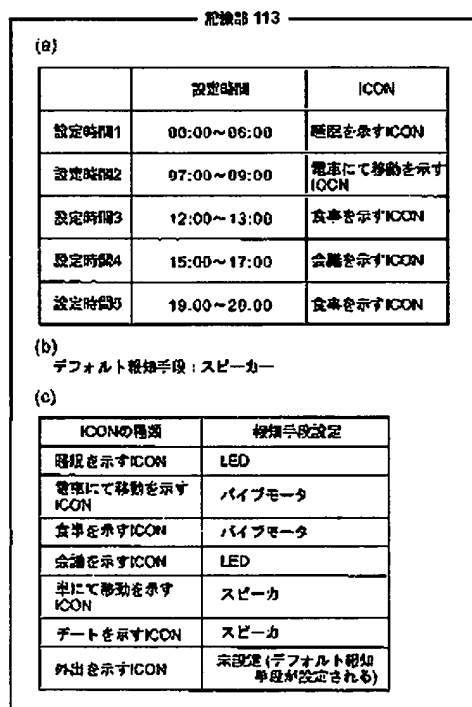 記憶部 113
(a)
設定時間 ICON
設定時間1 00:00～06:00 睡眠を示すICON
設定時間2 07:00～09:00 電車にて移動を示す
ICON
設定時間3 12:00～13:00 食事を示すICON
設定時間4 15:00～17:00 会議を示すICON
設定時間5 19:00～20:00 食事を示すICON
(b)
デフォルト報知手段：スピーカー
(c)
ICONの種類 報知手段設定
睡眠を示すICON LED
電車にて移動を示す
ICON バイブモータ
食事を示すICON バイブモータ
会議を示すICON LED
車にて移動を示す
ICON スピーカ
デートを示すICON スピーカ
外出を示すICON 未設定(デフォルト報知
手段が設定される)